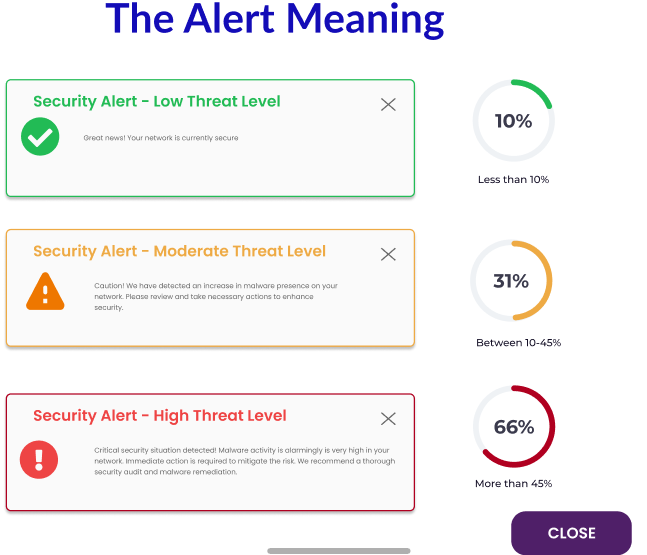 The Alert Meaning
Security Alert - Low Threat Level
Great news! Your network is currently secure
10%
Less than 10%
Security Alert - Moderate Threat Level
Caution! We have detected an increase in malware presence on your
network. Please review and take necessary actions to enhance
security.
31%
Between 10-45%
Security Alert - High Threat Level
Critical security situation detected! Malware activity is alarmingly is very high in your
network. Immediate action is required to mitigate the risk. We recommend a thorough
security audit and malware remediation.
66%
More than 45%
CLOSE